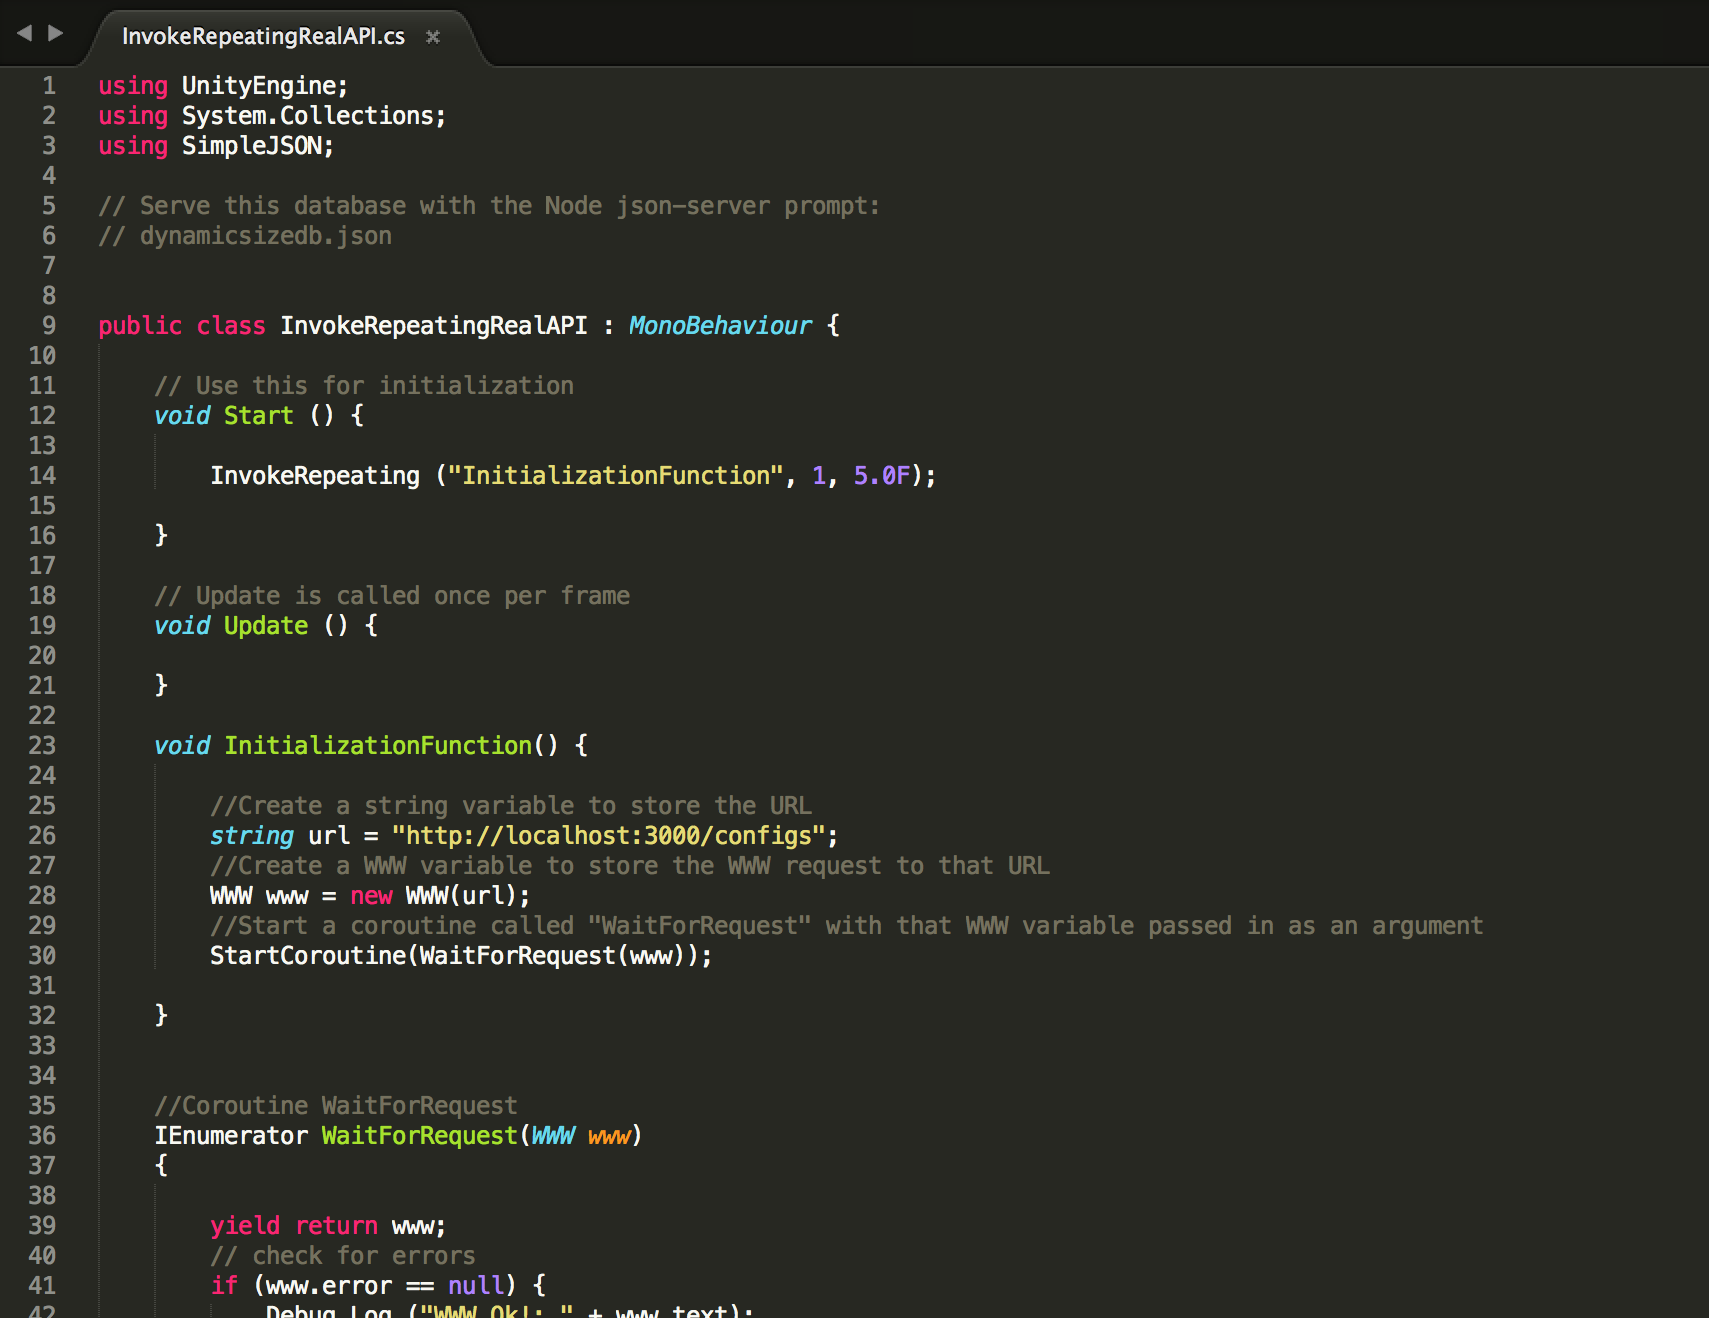 InvokeRepeatingRealAPI.cs ×
1 using UnityEngine;
2 using System.Collections;
3 using SimpleJSON;
4
5 // Serve this database with the Node json-server prompt:
6 // dynamicsizedb.json
7
8
9 public class InvokeRepeatingRealAPI : MonoBehaviour {
10
11 // Use this for initialization
12 void Start () {
13
14 InvokeRepeating ("InitializationFunction", 1, 5.0F);
15
16 }
17
18 // Update is called once per frame
19 void Update () {
20
21 }
22
23 void InitializationFunction() {
24
25 //Create a string variable to store the URL
26 string url = "http://localhost:3000/configs";
27 //Create a WWW variable to store the WWW request to that URL
28 WWW www = new WWW(url);
29 //Start a coroutine called "WaitForRequest" with that WWW variable passed in as an argument
30 StartCoroutine(WaitForRequest(www));
31
32 }
33
34
35 //Coroutine WaitForRequest
36 IEnumerator WaitForRequest(WWW www)
37 {
38
39 yield return www;
40 // check for errors
41 if (www.error == null) {
42 Debug.Log ("WWW Ok!: " + www.text);